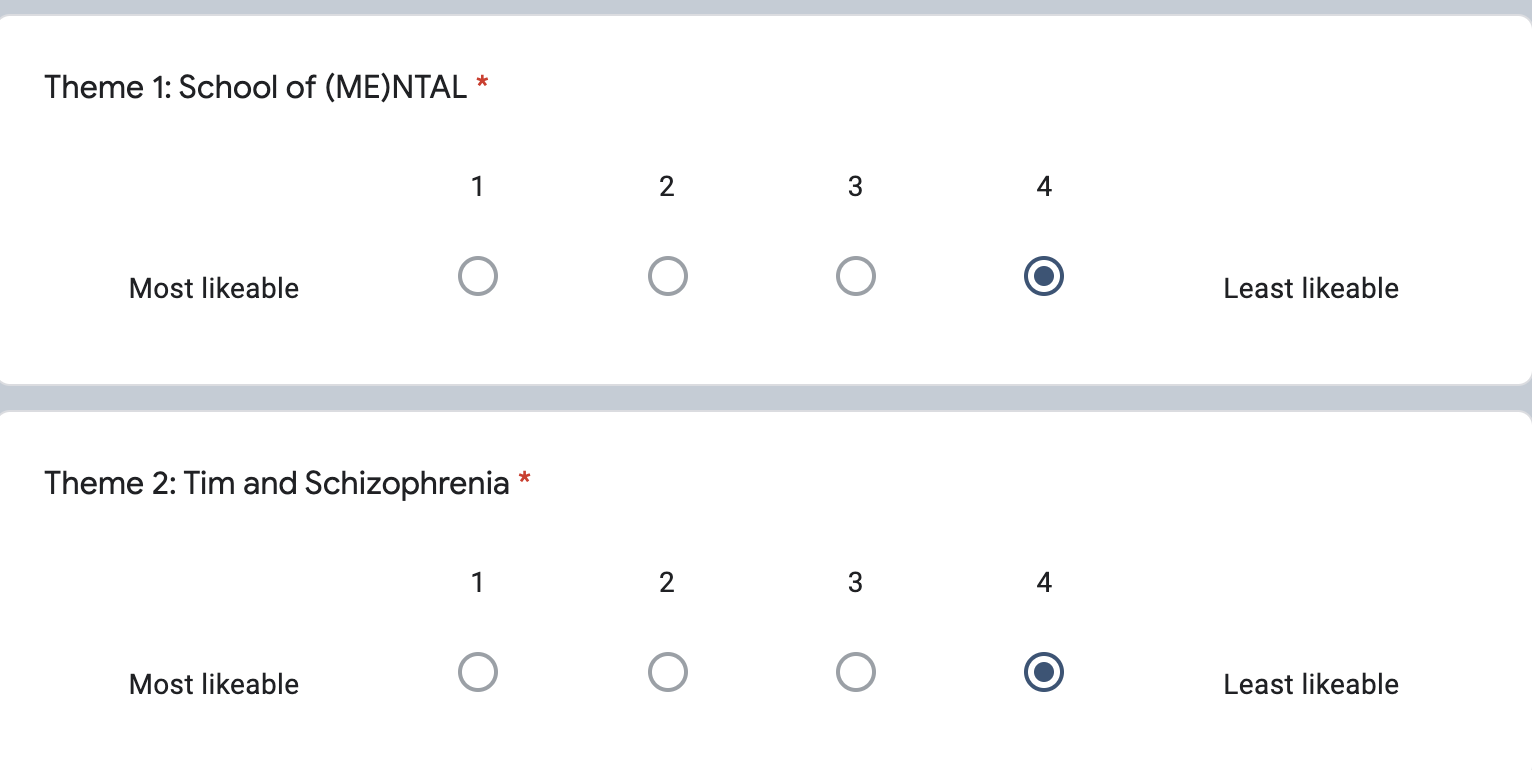 Theme 1: School of (ME)NTAL *
1 2 3 4
Most likeable Least likeable
Theme 2: Tim and Schizophrenia *
1 2 3 4
Most likeable Least likeable